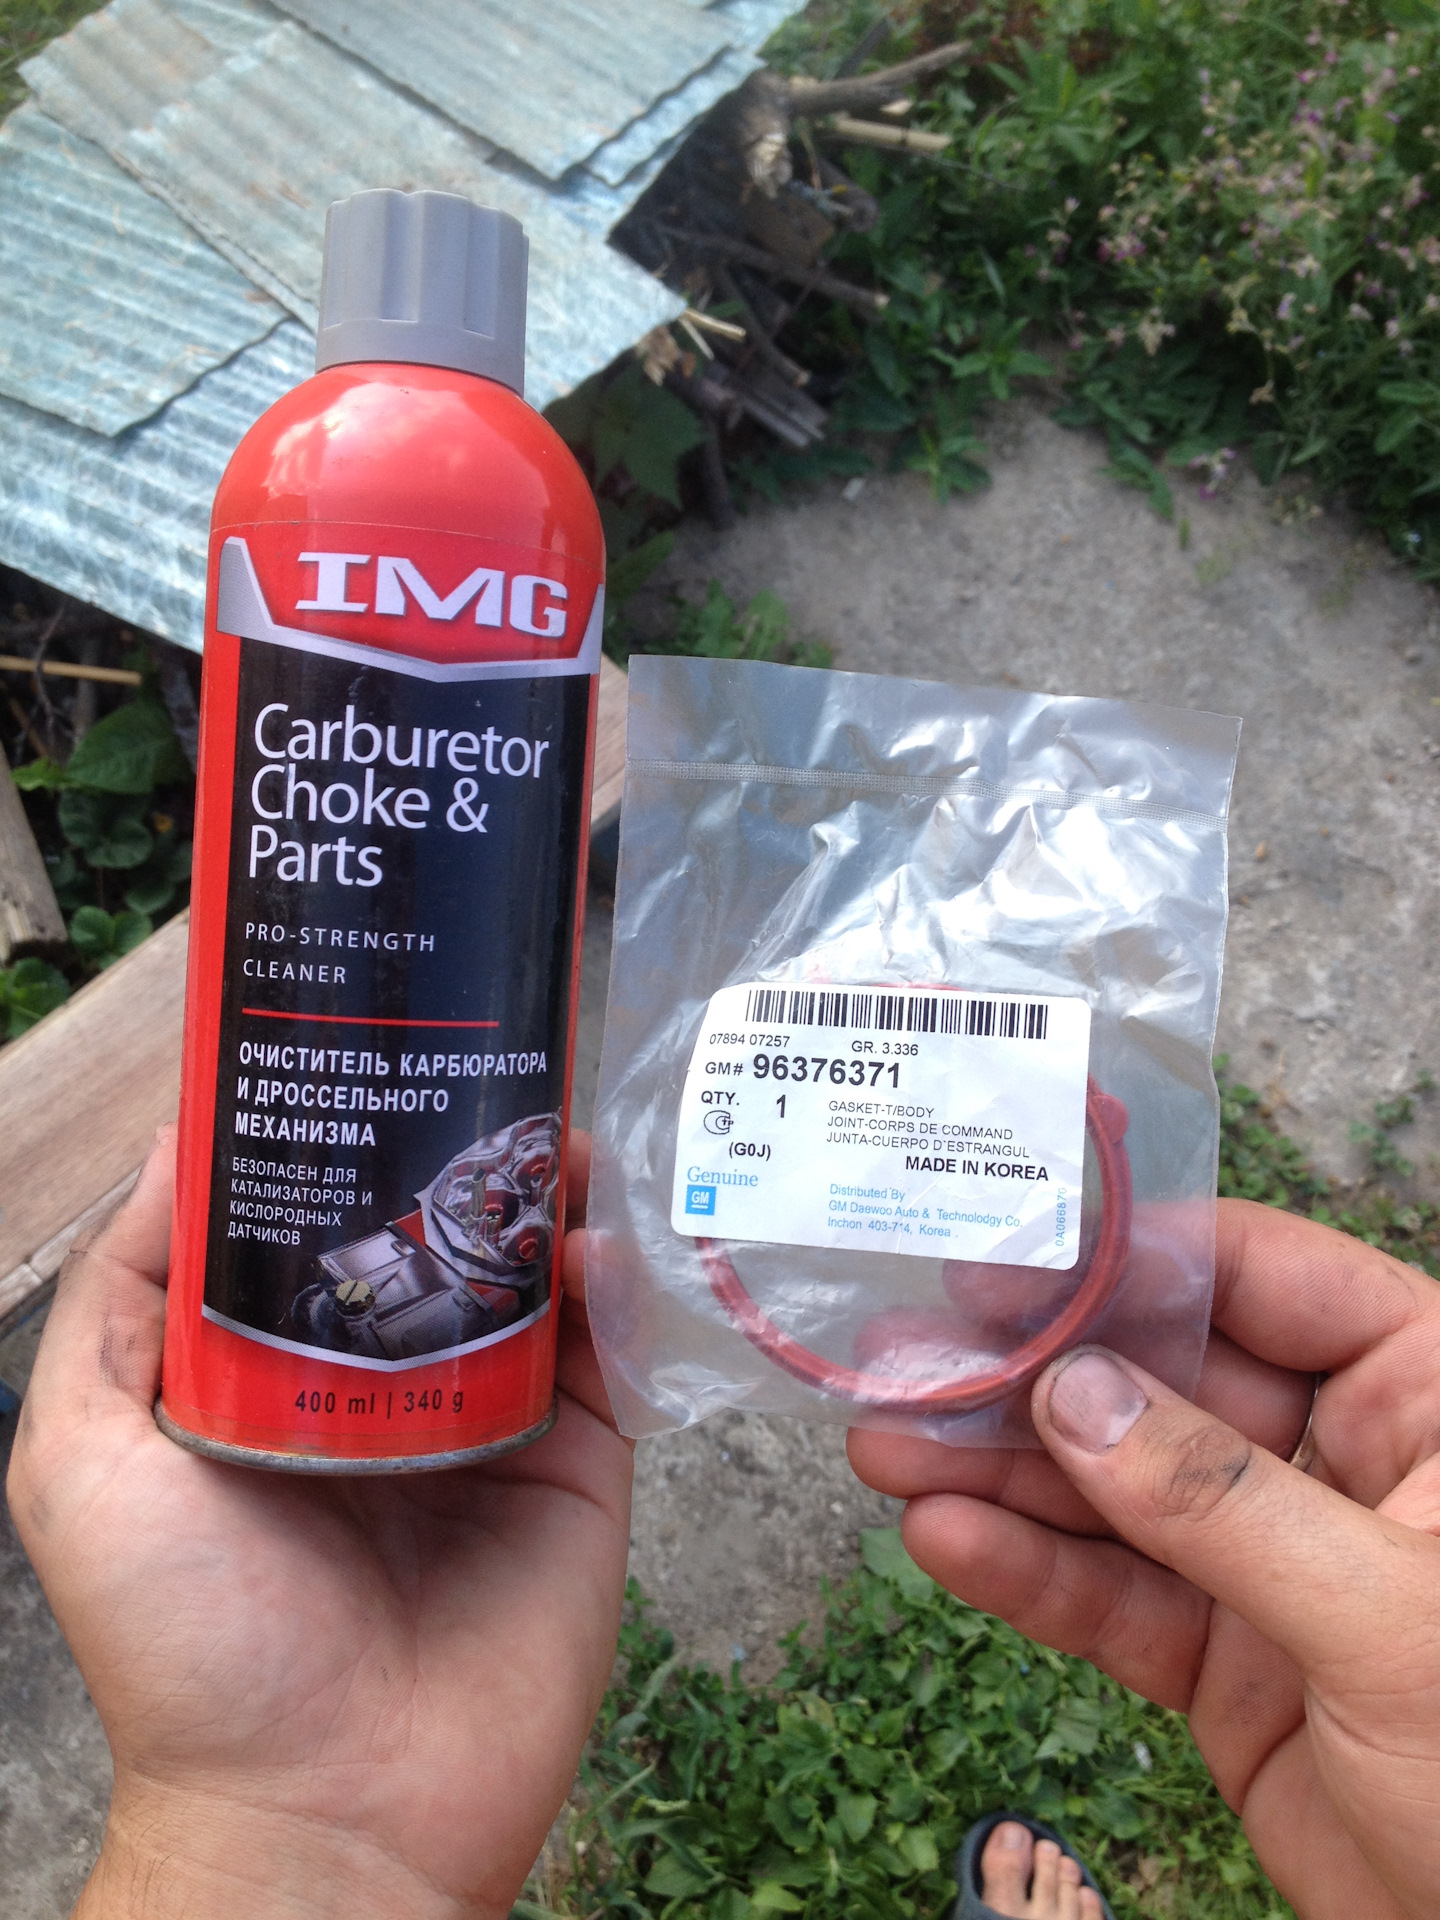 IMG
Carburetor
Choke &
Parts
PRO-STRENGTH
CLEANER
ОЧИСТИТЕЛЬ КАРБЮРАТОРА
И ДРОССЕЛЬНОГО
МЕХАНИЗМА
БЕЗОПАСЕН ДЛЯ
КАТАЛИЗАТОРОВ И
КИСЛОРОДНЫХ
ДАТЧИКОВ
400 ml | 340 g
07894 07257 GR. 3.336
GM# 96376371
QTY. 1
GASKET-T/BODY
JOINT-CORPS DE COMMAND
JUNTA-CUERPO D`ESTRANGUL
(G0J)
MADE IN KOREA
Genuine
GM
Distributed By
GM Daewoo Auto & Technolodgy Co.
Inchon 403-714, Korea .
0A066870